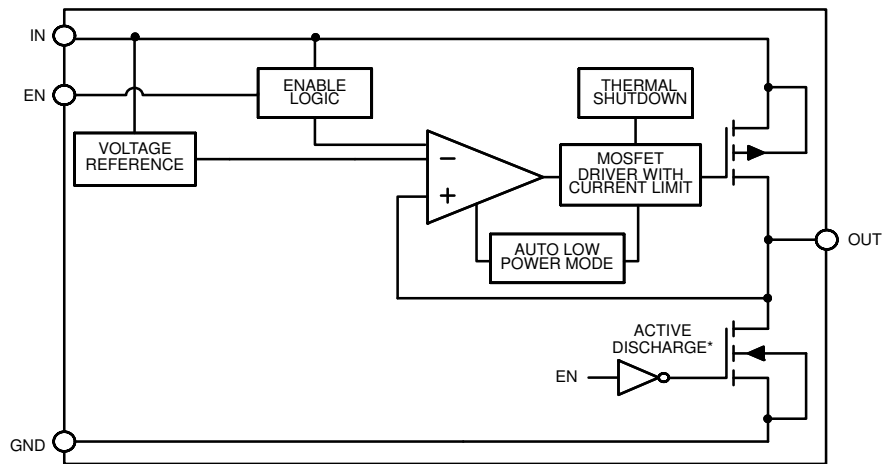 IN
ENABLE
LOGIC
THERMAL
SHUTDOWN
EN
VOLTAGE
REFERENCE
−
+
MOSFET
DRIVER WITH
CURRENT LIMIT
OUT
AUTO LOW
POWER MODE
ACTIVE
DISCHARGE*
EN
GND